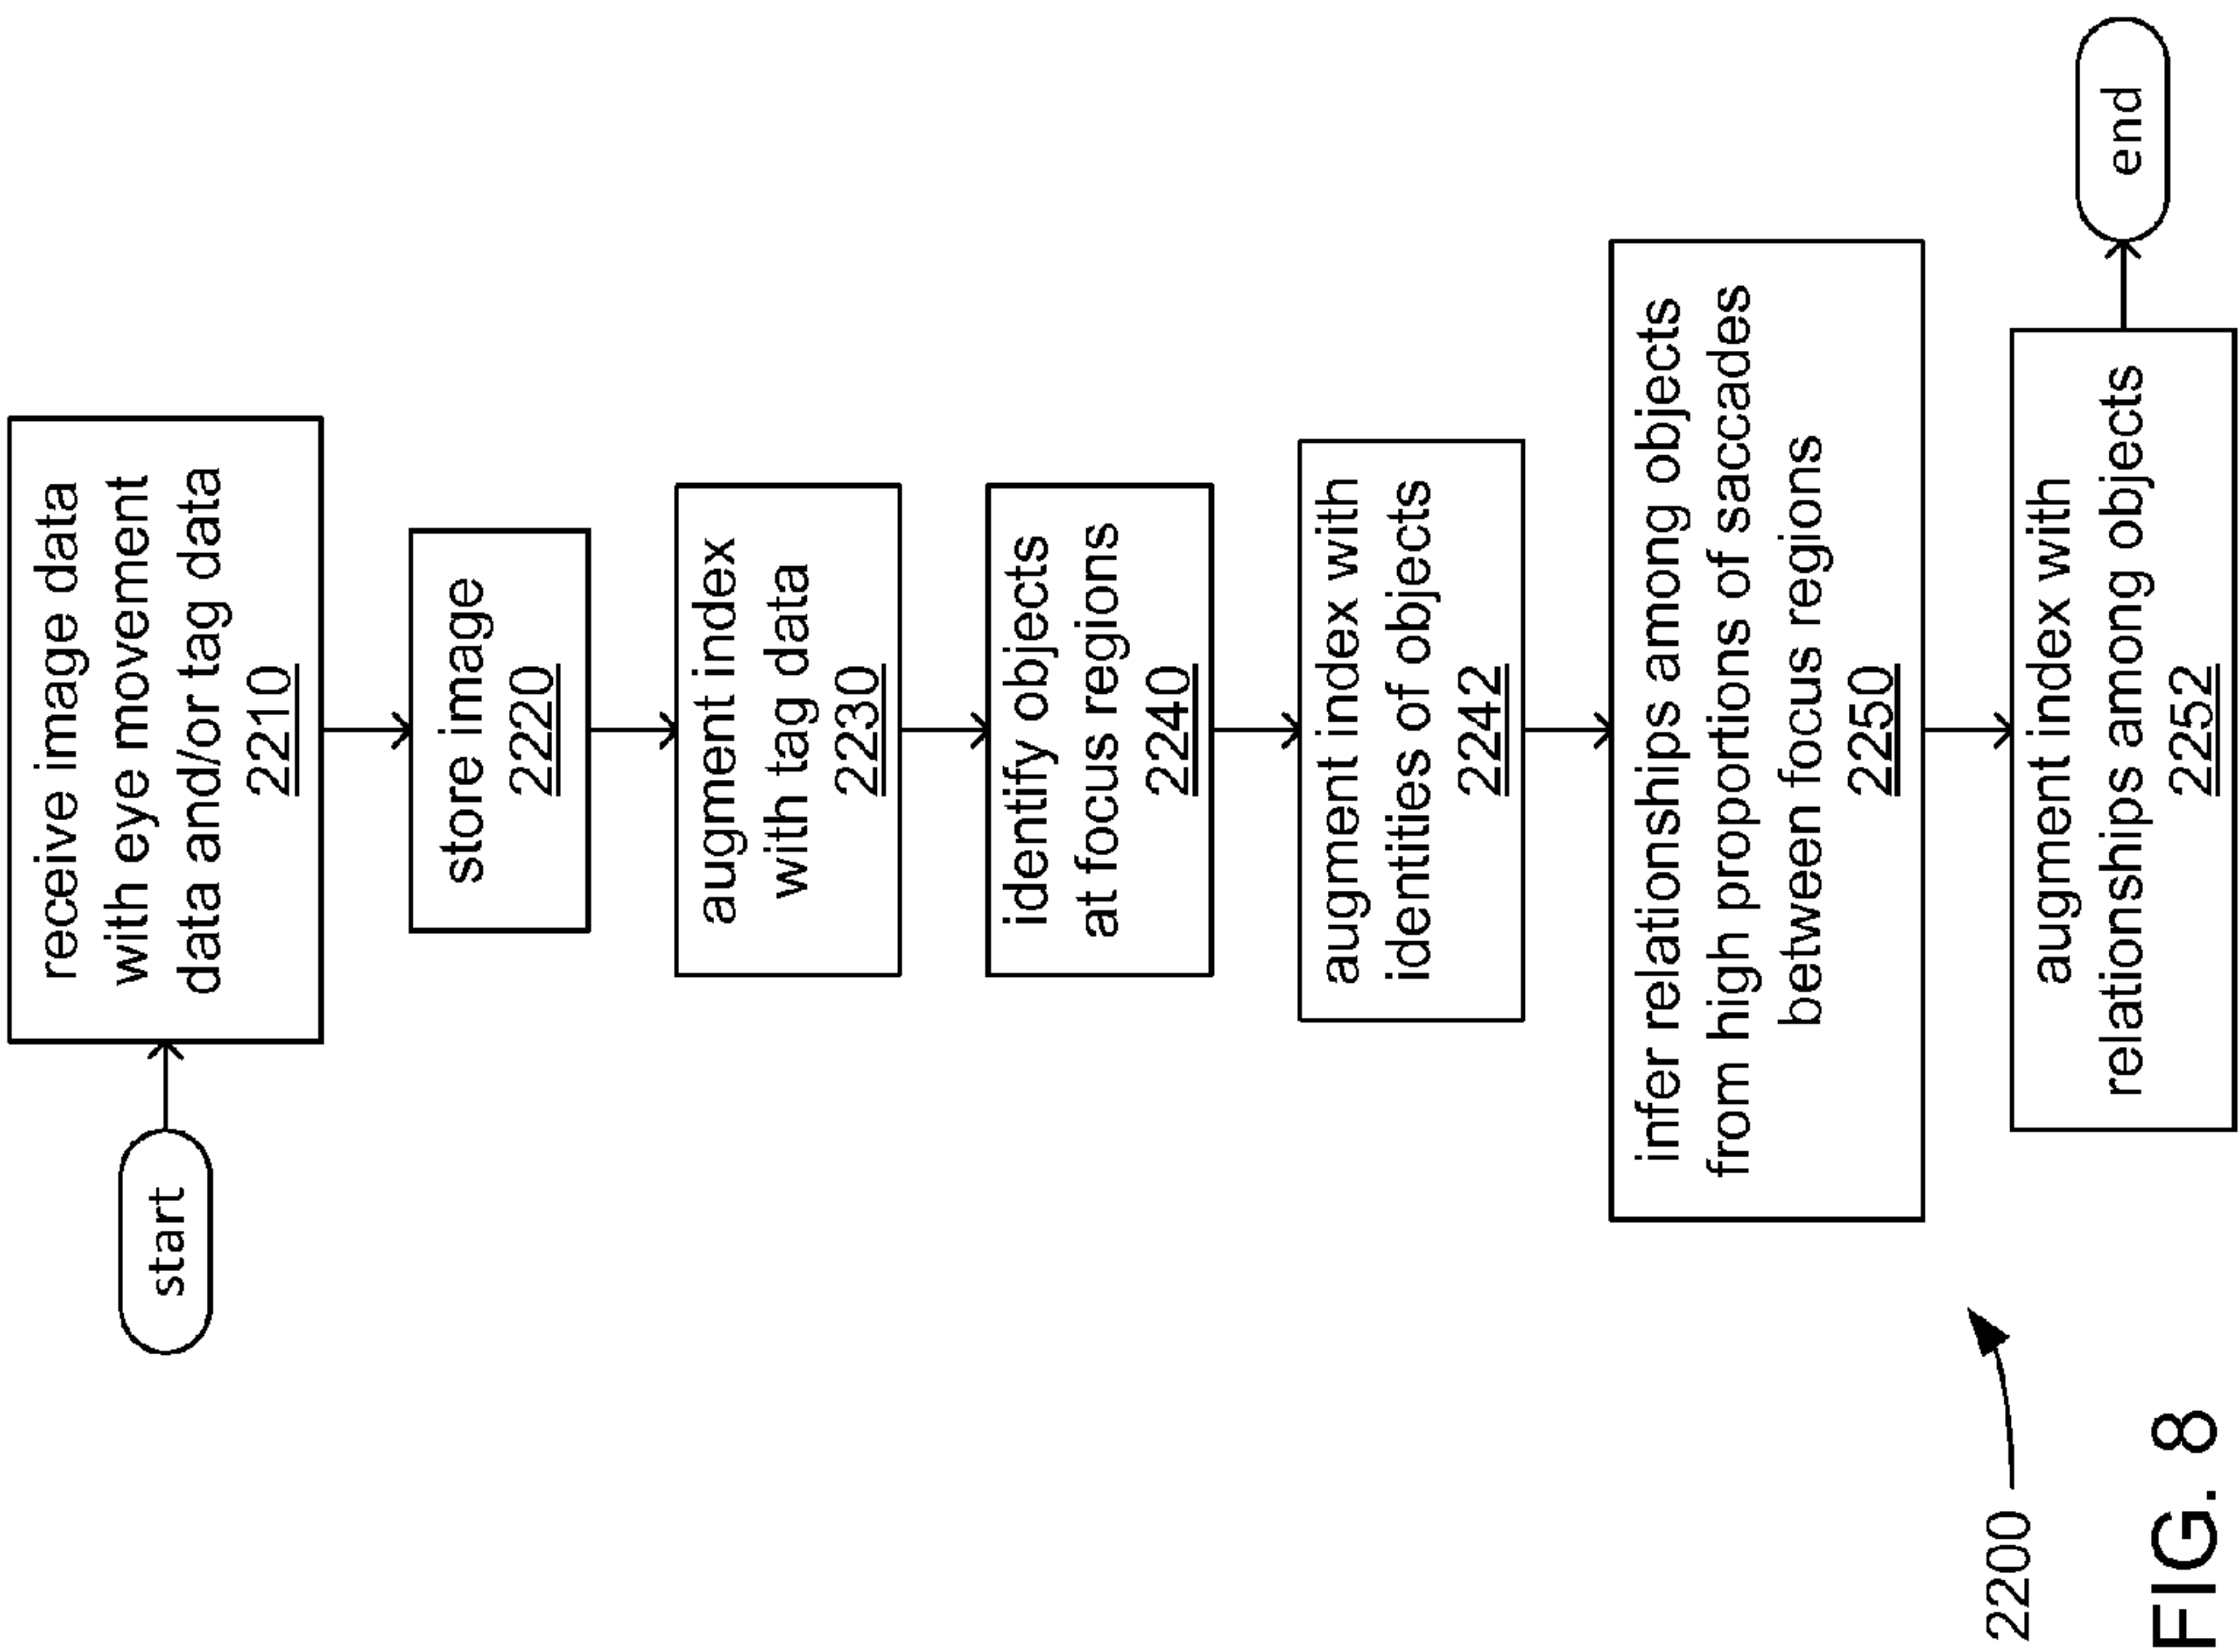 start
receive image data
with eye movement
data and/or tag data
2210
store image
2220
augment index
with tag data
2230
identify objects
at focus regions
2240
augment index with
identities of objects
2242
infer relationships among objects
from high proportions of saccades
between focus regions
2250
augment index with
relationships among objects
2252
end
2200
FIG. 8